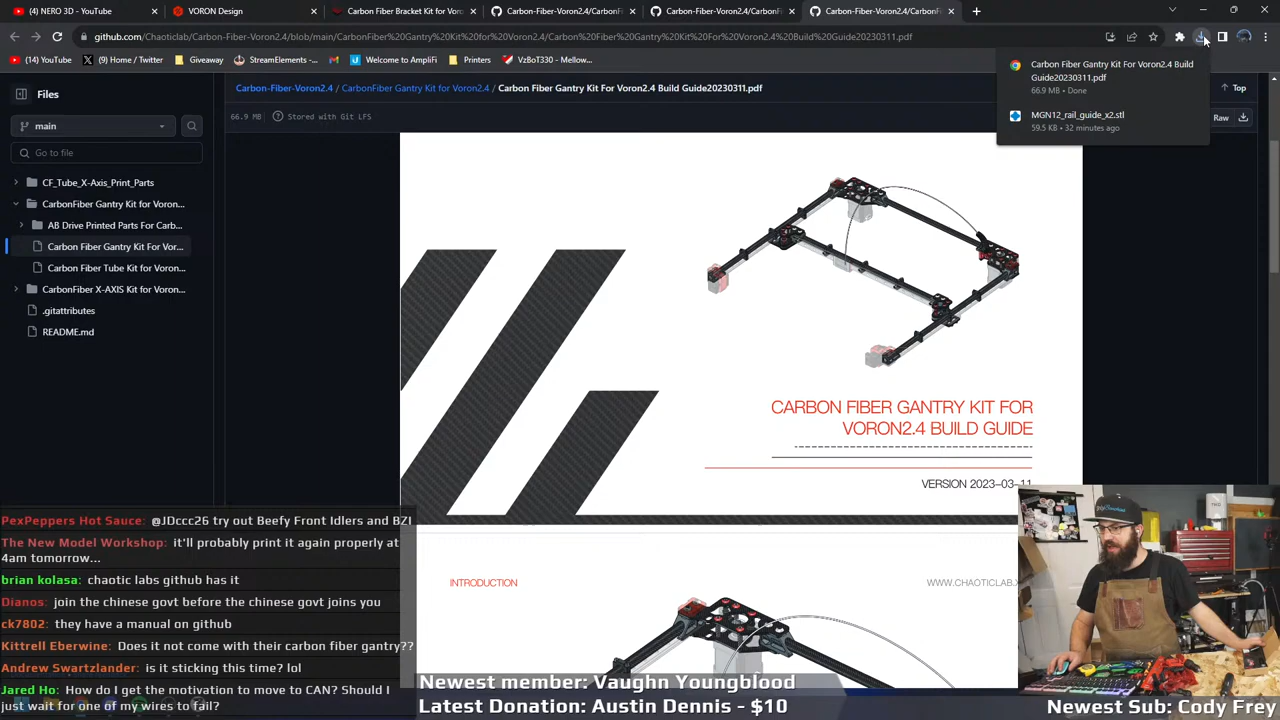 (4) NERO 3D - YouTube
VORON Design
Carbon Fiber Bracket Kit for Voro
Carbon-Fiber-Voron2.4/CarbonFi
Carbon-Fiber-Voron2.4/CarbonFi
Carbon-Fiber-Voron2.4/CarbonFi
github.com/Chaoticlab/Carbon-Fiber-Voron2.4/blob/main/CarbonFiber%20Gantry%20Kit%20for%20Voron2.4/Carbon%20Fiber%20Gantry%20Kit%20For%20Voron2.4%20Build%20Guide20230311.pdf
(14) YouTube
Home / Twitter
Giveaway
StreamElements -...
Welcome to AmpliFi
Printers
VzBoT330 - Mellow...
Carbon Fiber Gantry Kit For Voron2.4 Build
Guide20230311.pdf
66.9 MB • Done
MGN12_rail_guide_x2.stl
59.5 KB • 32 minutes ago
Files
Carbon-Fiber-Voron2.4 / CarbonFiber Gantry Kit for Voron2.4 / Carbon Fiber Gantry Kit For Voron2.4 Build Guide20230311.pdf
Top
66.9 MB
Stored with Git LFS
Raw
main
Go to file
CF_Tube_X-Axis_Print_Parts
CarbonFiber Gantry Kit for Voron...
AB Drive Printed Parts For Carb...
Carbon Fiber Gantry Kit For Vor...
Carbon Fiber Tube Kit for Voron...
CarbonFiber X-AXIS Kit for Voron...
.gitattributes
README.md
CARBON FIBER GANTRY KIT FOR
VORON2.4 BUILD GUIDE
VERSION 2023-03-11
INTRODUCTION
WWW.CHAOTICLAB.X
PexPeppers Hot Sauce: @JDccc26 try out Beefy Front Idlers and BZI
The New Model Workshop: it'll probably print it again properly at
4am tomorrow...
brian kolasa: chaotic labs github has it
Dianos: join the chinese govt before the chinese govt joins you
ck7802: they have a manual on github
Kittrell Eberwine: Does it not come with their carbon fiber gantry??
Andrew Swartzlander: is it sticking this time? lol
Jared Ho: How do I get the motivation to move to CAN? Should I
just wait for one of my wires to fail?
Newest member: Vaughn Youngblood
Latest Donation: Austin Dennis - $10
Newest Sub: Cody Frey